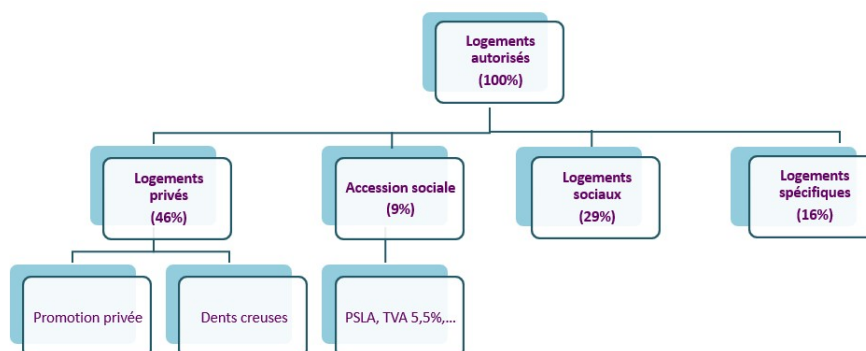 Logements
autorisés
(100%)
Logements
privés
(46%)
Accession sociale
(9%)
Logements
sociaux
(29%)
Logements
spécifiques
(16%)
Promotion privée
Dents creuses
PSLA, TVA 5,5%,...